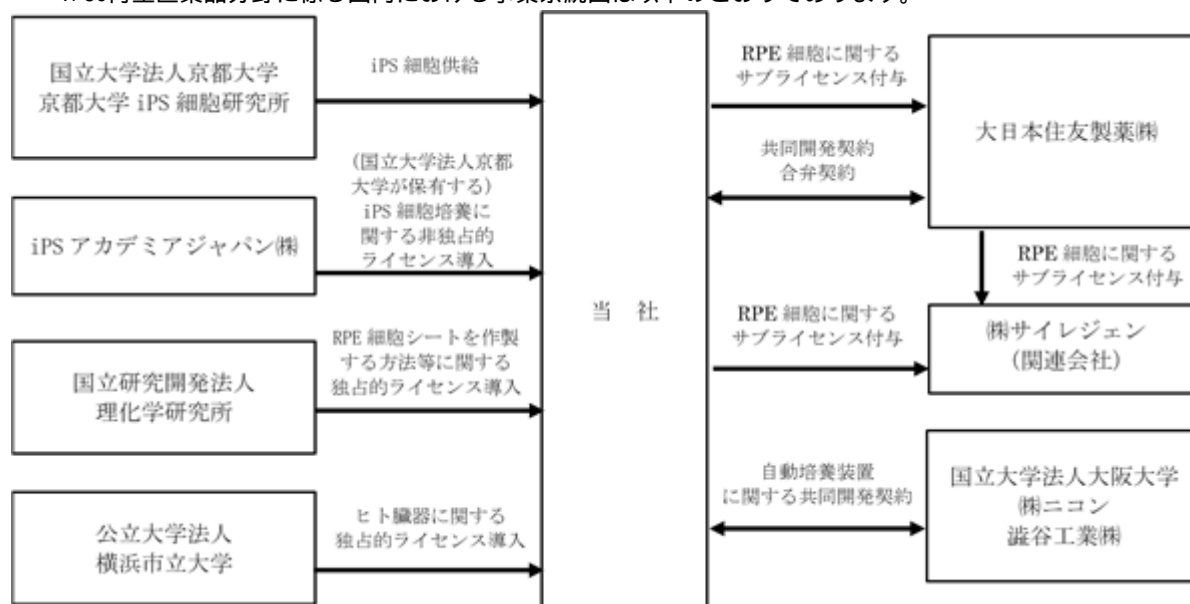 国立大学法人京都大学
京都大学 iPS 細胞研究所
iPS 細胞供給
iPS アカデミアジャパン㈱
(国立大学法人京都
大学が保有する)
iPS 細胞培養に
関する非独占的
ライセンス導入
国立研究開発法人
理化学研究所
RPE 細胞シートを作製
する方法等に関する
独占的ライセンス導入
公立大学法人
横浜市立大学
ヒト臓器に関する
独占的ライセンス導入
当 社
RPE 細胞に関する
サブライセンス付与
共同開発契約
合弁契約
大日本住友製薬㈱
RPE 細胞に関する
サブライセンス付与
RPE 細胞に関する
サブライセンス付与
㈱サイレジェン
(関連会社)
自動培養装置
に関する共同開発契約
国立大学法人大阪大学
㈱ニコン
澁谷工業㈱